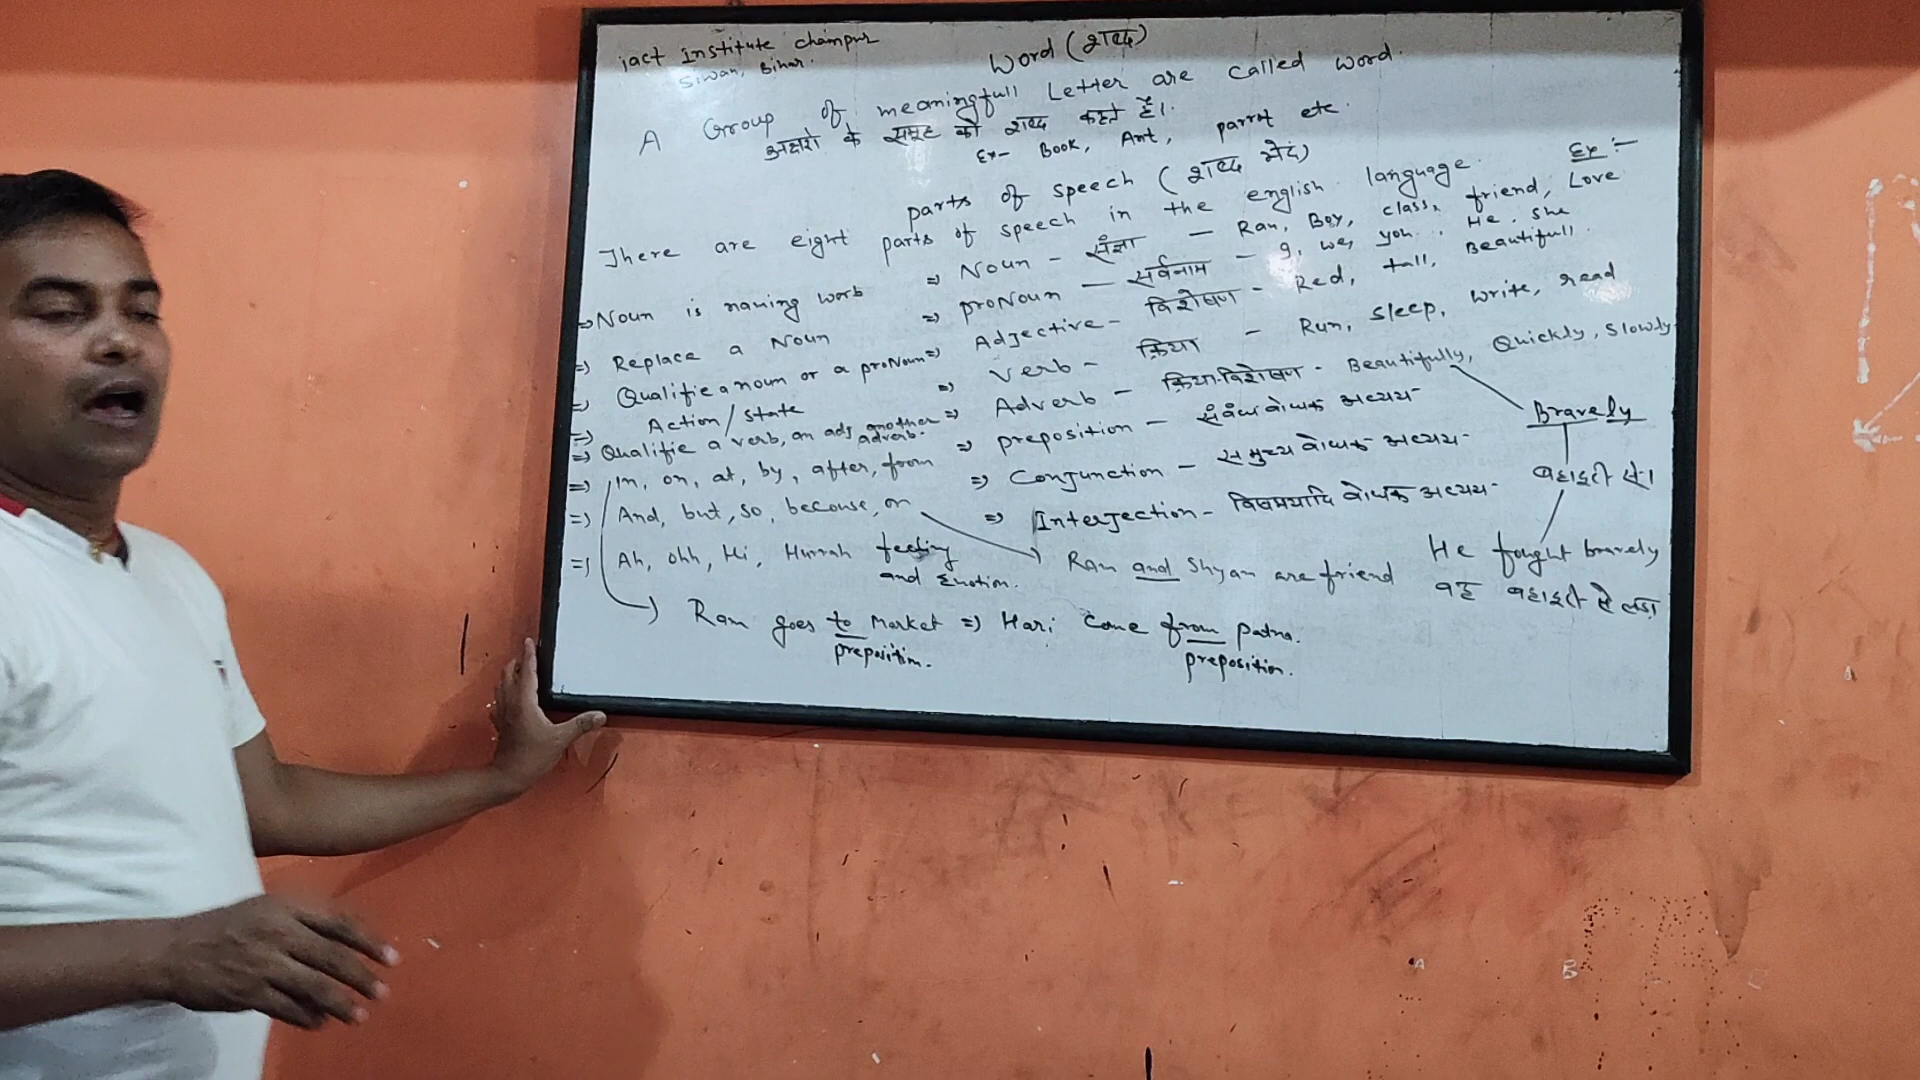 iact institute chainpur
Siwan, Bihar.
Word (शब्द)
A Group of meaningfull Letter are called word.
अक्षरो के समूह को शब्द कहते हैं।
Ex- Book, Ant, parrot etc.
parts of speech (शब्द भेद)
There are eight parts of speech in the english language.
Ex :-
=> Noun is naming worb => Noun - संज्ञा - Ram, Boy, class, friend, Love
=> Replace a Noun => proNoun - सर्वनाम - I, we, you, He, she
=> Qualifie a noun or a proNoun => Adjective - विशेषण - Red, tall, Beautifull.
=> Action/state => verb - क्रिया - Run, sleep, write, read
=> Qualifie a verb, an adj another adverb. => Adverb - क्रिया-विशेषण - Beautifully, Quickly, Slowly
=> In, on, at, by, after, from => preposition - संबंध बोधक अव्यय
=> And, but, so, becouse, or => Conjunction - समुच्य बोधक अव्यय
=> Ah, ohh, Hi, Hurrah feeling and Emotion. => Interjection - विषमयादि बोधक अव्यय
Bravely
बहादुरी से।
He fought bravely
वह बहादुरी से लड़ा
Ram and Shyam are friend
Ram goes to Market => Hari come from patna.
preposition. preposition.
A B C